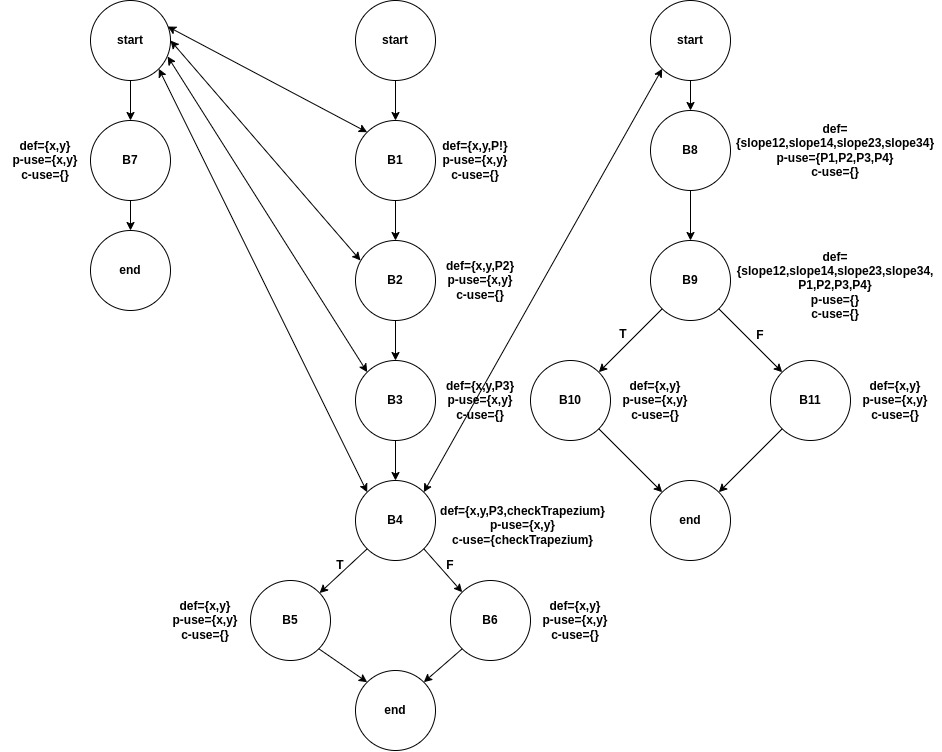 start
B7
def={x,y}
p-use={x,y}
c-use={}
end
start
B1
def={x,y,P!}
p-use={x,y}
c-use={}
B2
def={x,y,P2}
p-use={x,y}
c-use={}
B3
def={x,y,P3}
p-use={x,y}
c-use={}
B4
def={x,y,P3,checkTrapezium}
p-use={x,y}
c-use={checkTrapezium}
T
F
B5
def={x,y}
p-use={x,y}
c-use={}
B6
def={x,y}
p-use={x,y}
c-use={}
end
start
B8
def=
{slope12,slope14,slope23,slope34}
p-use={P1,P2,P3,P4}
c-use={}
B9
def=
{slope12,slope14,slope23,slope34,
P1,P2,P3,P4}
p-use={}
c-use={}
T
F
B10
def={x,y}
p-use={x,y}
c-use={}
B11
def={x,y}
p-use={x,y}
c-use={}
end